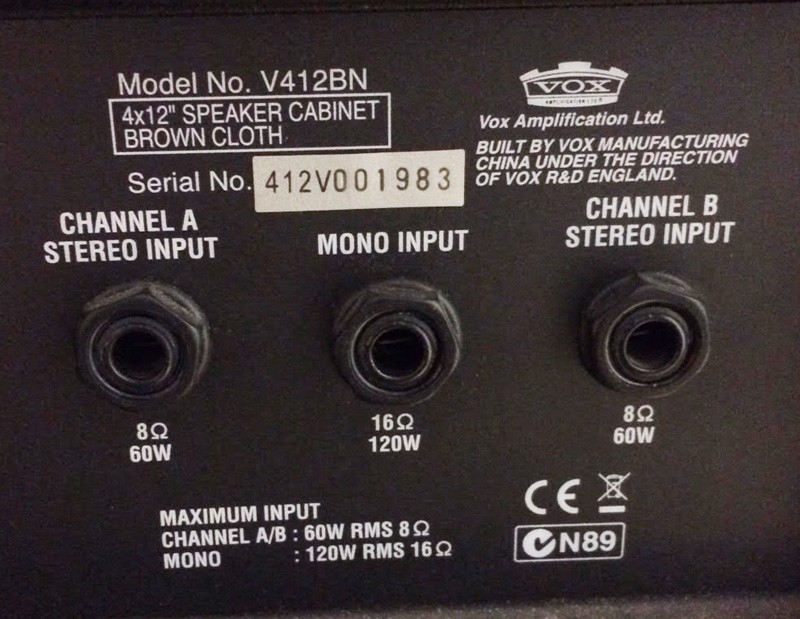 Model No. V412BN
4x12" SPEAKER CABINET
BROWN CLOTH
Serial No. 412V001983
VOX
AMPLIFICATION LTD.
Vox Amplification Ltd.
BUILT BY VOX MANUFACTURING
CHINA UNDER THE DIRECTION
OF VOX R&D ENGLAND.
CHANNEL A
STEREO INPUT
MONO INPUT
CHANNEL B
STEREO INPUT
8Ω
60W
16Ω
120W
8Ω
60W
MAXIMUM INPUT
CHANNEL A/B : 60W RMS 8Ω
MONO : 120W RMS 16Ω
CE
N89